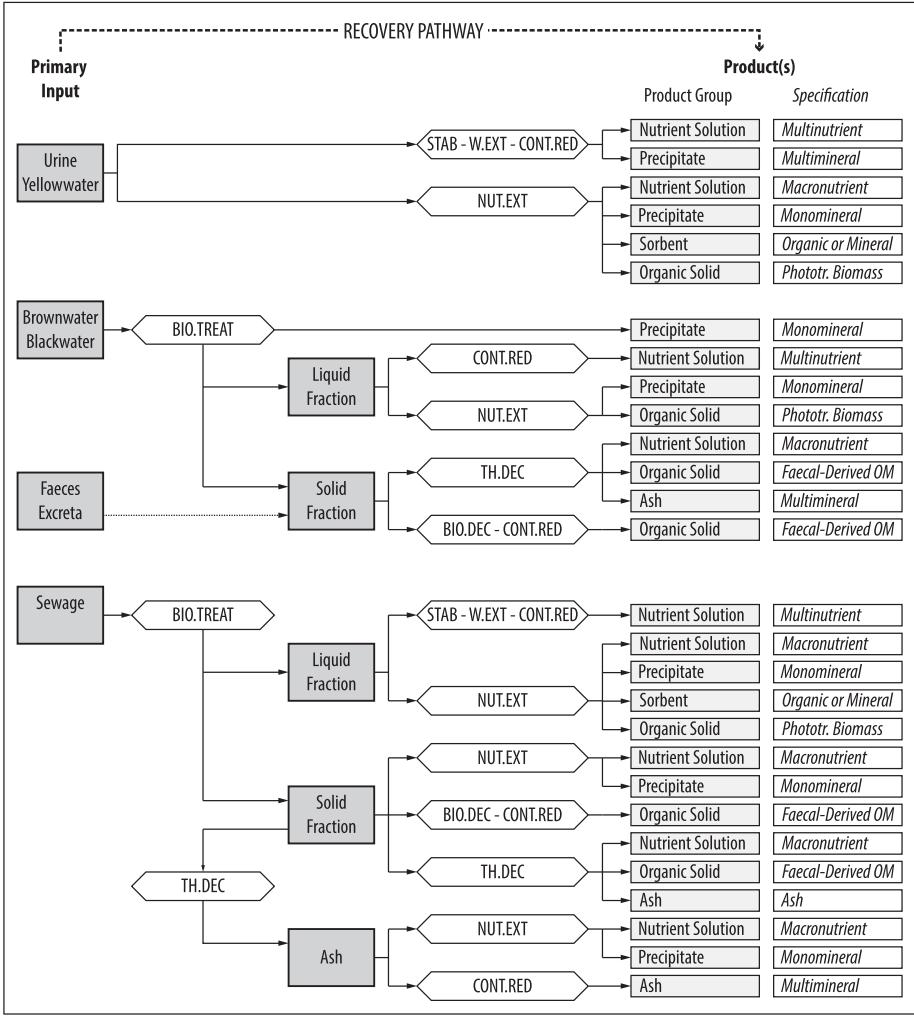 RECOVERY PATHWAY
Primary
Input
Product(s)
Product Group
Specification
Urine
Yellowwater
STAB - W.EXT - CONT.RED
Nutrient Solution
Multinutrient
Precipitate
Multimineral
NUT.EXT
Nutrient Solution
Macronutrient
Precipitate
Monomineral
Sorbent
Organic or Mineral
Organic Solid
Phototr. Biomass
Brownwater
Blackwater
BIO.TREAT
Precipitate
Monomineral
Liquid
Fraction
CONT.RED
Nutrient Solution
Multinutrient
NUT.EXT
Precipitate
Monomineral
Organic Solid
Phototr. Biomass
Faeces
Excreta
Solid
Fraction
TH.DEC
Nutrient Solution
Macronutrient
Organic Solid
Faecal-Derived OM
Ash
Multimineral
BIO.DEC - CONT.RED
Organic Solid
Faecal-Derived OM
Sewage
BIO.TREAT
Liquid
Fraction
STAB - W.EXT - CONT.RED
Nutrient Solution
Multinutrient
NUT.EXT
Nutrient Solution
Macronutrient
Precipitate
Monomineral
Sorbent
Organic or Mineral
Organic Solid
Phototr. Biomass
Solid
Fraction
NUT.EXT
Nutrient Solution
Macronutrient
Precipitate
Monomineral
BIO.DEC - CONT.RED
Organic Solid
Faecal-Derived OM
TH.DEC
Nutrient Solution
Macronutrient
Organic Solid
Faecal-Derived OM
Ash
Ash
TH.DEC
Ash
NUT.EXT
Nutrient Solution
Macronutrient
Precipitate
Monomineral
CONT.RED
Ash
Multimineral